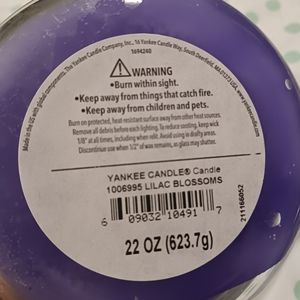 Made in the US with global components. The Yankee Candle Company, Inc., 16 Yankee Candle Way, South Deerfield, MA 01373 USA www.yankeecandle.com
1694240
WARNING
•Burn within sight.
•Keep away from things that catch fire.
•Keep away from children and pets.
Burn on protected, heat-resistant surface away from other heat sources.
Remove all debris before each lighting. To reduce sooting, keep wick
1/8" at all times, including when relit. Avoid using in drafty areas.
Discontinue use when 1/2" of wax remains, as glass may shatter.
YANKEE CANDLE® Candle
1006995 LILAC BLOSSOMS
6 09032 10491 7
211166052
22 OZ (623.7g)